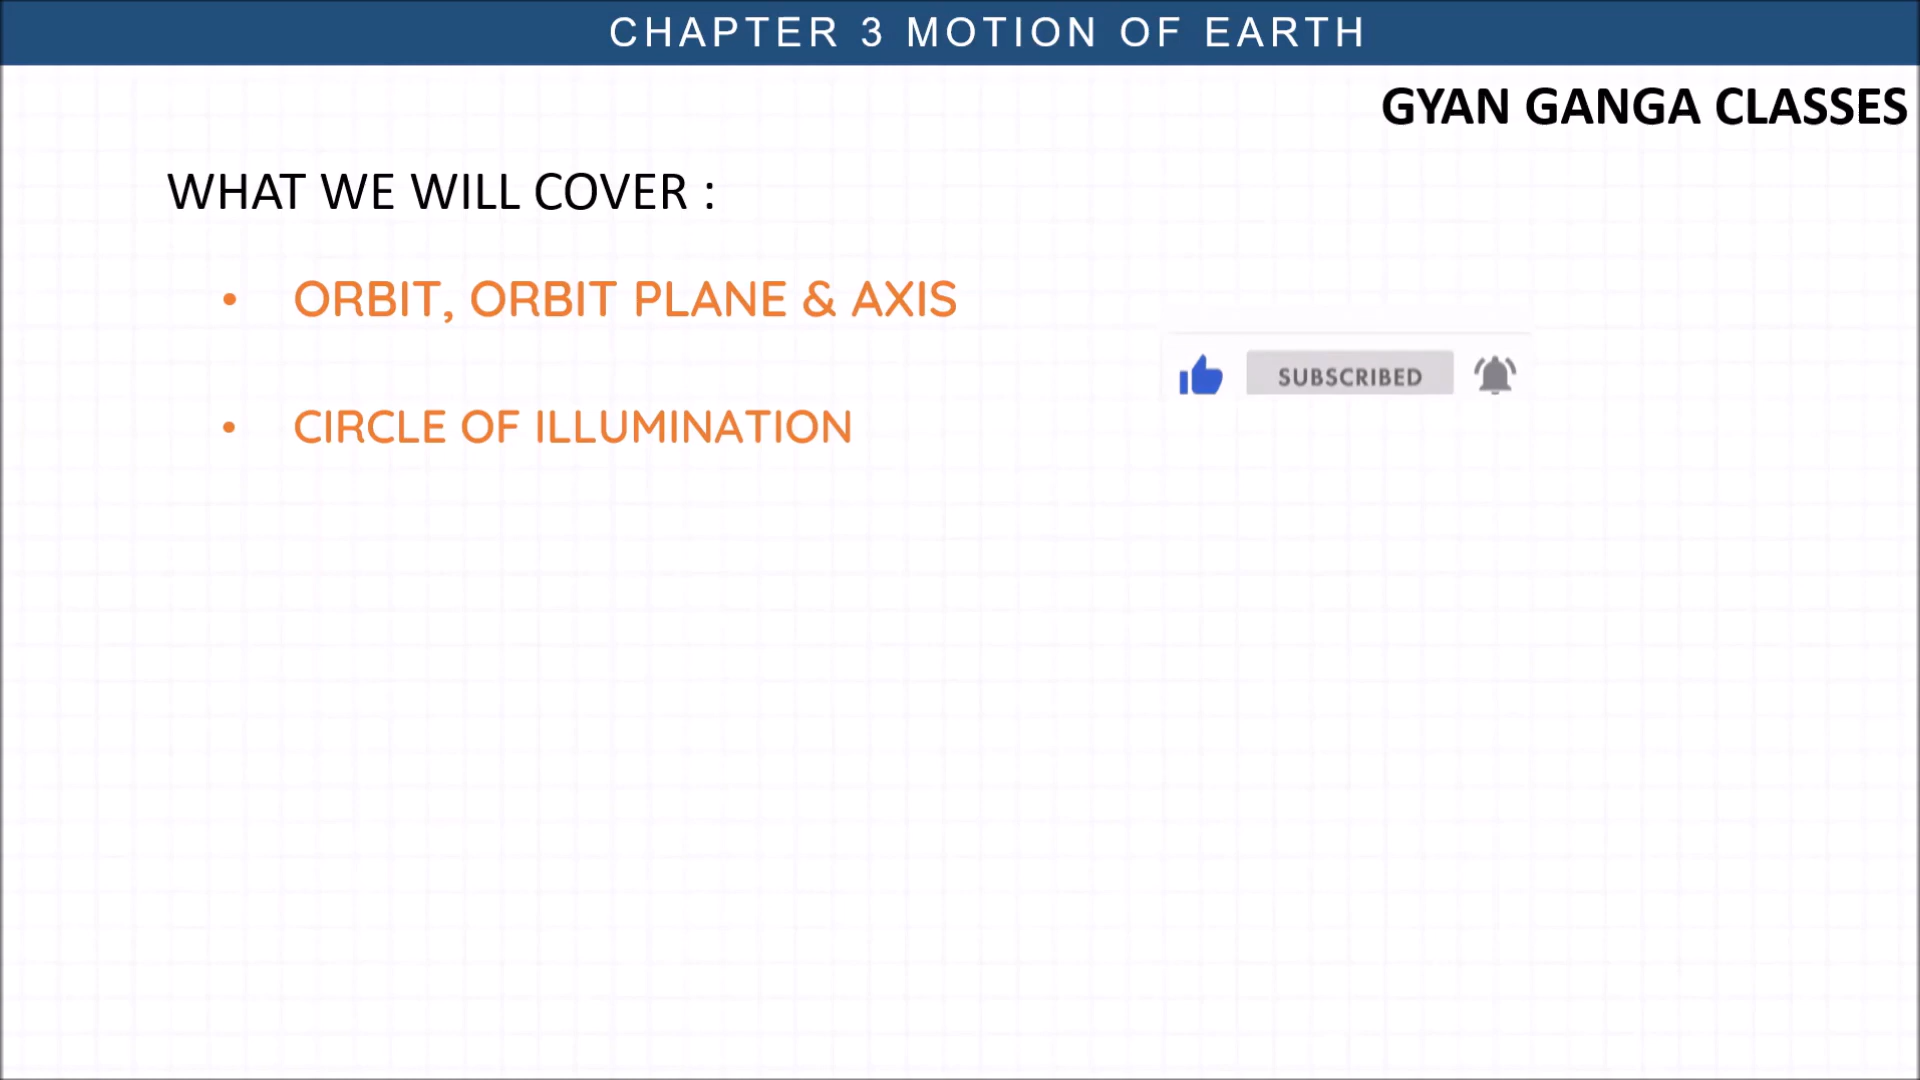 CHAPTER 3 MOTION OF EARTH
GYAN GANGA CLASSES
WHAT WE WILL COVER :
• ORBIT, ORBIT PLANE & AXIS
SUBSCRIBED
• CIRCLE OF ILLUMINATION